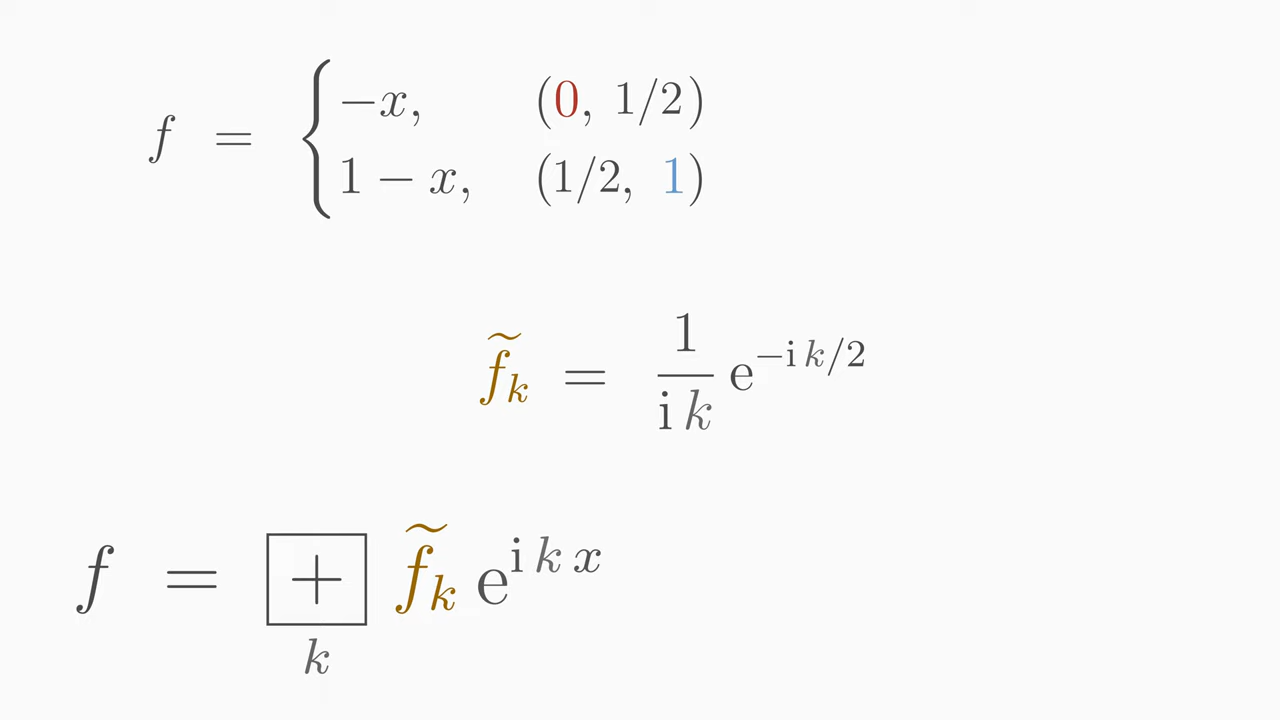 f = { −x, (0, 1/2)
1 − x, (1/2, 1)
f̃ₖ = 1/(i k) e^{−i k/2}
f = ⊞ₖ f̃ₖ e^{i k x}